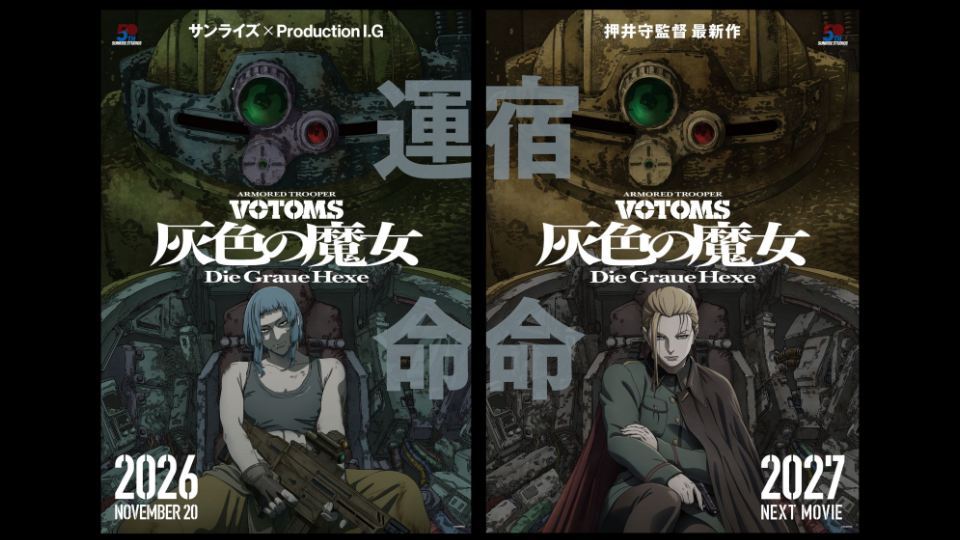 サンライズ×Production I.G
運
ARMORED TROOPER
VOTOMS
灰色の魔女
Die Graue Hexe
命
2026
NOVEMBER 20
押井守監督 最新作
宿
ARMORED TROOPER
VOTOMS
灰色の魔女
Die Graue Hexe
命
2027
NEXT MOVIE